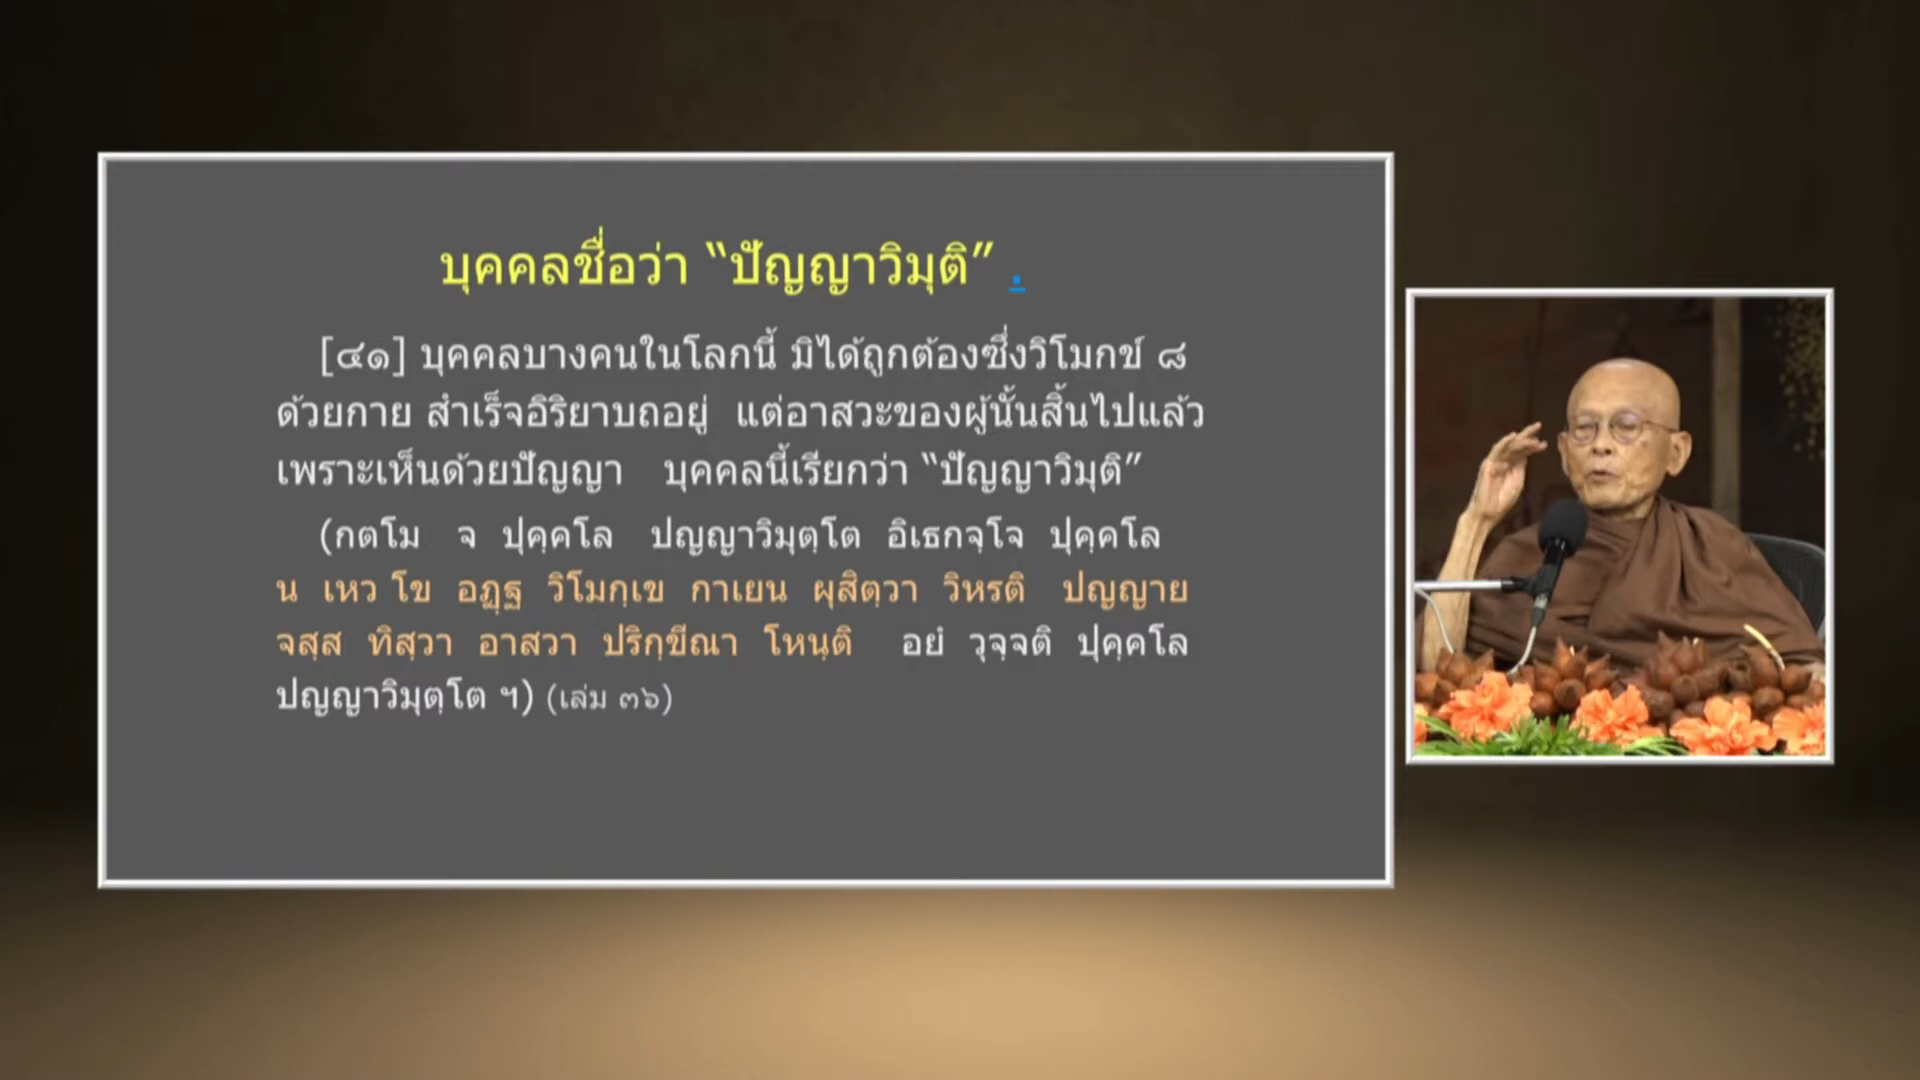 บุคคลชื่อว่า “ปัญญาวิมุติ” .
[๔๑] บุคคลบางคนในโลกนี้ มิได้ถูกต้องซึ่งวิโมกข์ ๘
ด้วยกาย สำเร็จอิริยาบถอยู่ แต่อาสวะของผู้นั้นสิ้นไปแล้ว
เพราะเห็นด้วยปัญญา บุคคลนี้เรียกว่า “ปัญญาวิมุติ”
(กตโม จ ปุคฺคโล ปญฺญาวิมุตฺโต อิเธกจฺโจ ปุคฺคโล
น เหว โข อฏฺฐ วิโมกฺเข กาเยน ผุสิตฺวา วิหรติ ปญฺญาย
จสฺส ทิสฺวา อาสวา ปริกฺขีณา โหนฺติ อยํ วุจฺจติ ปุคฺคโล
ปญฺญาวิมุตฺโต ฯ) (เล่ม ๓๖)